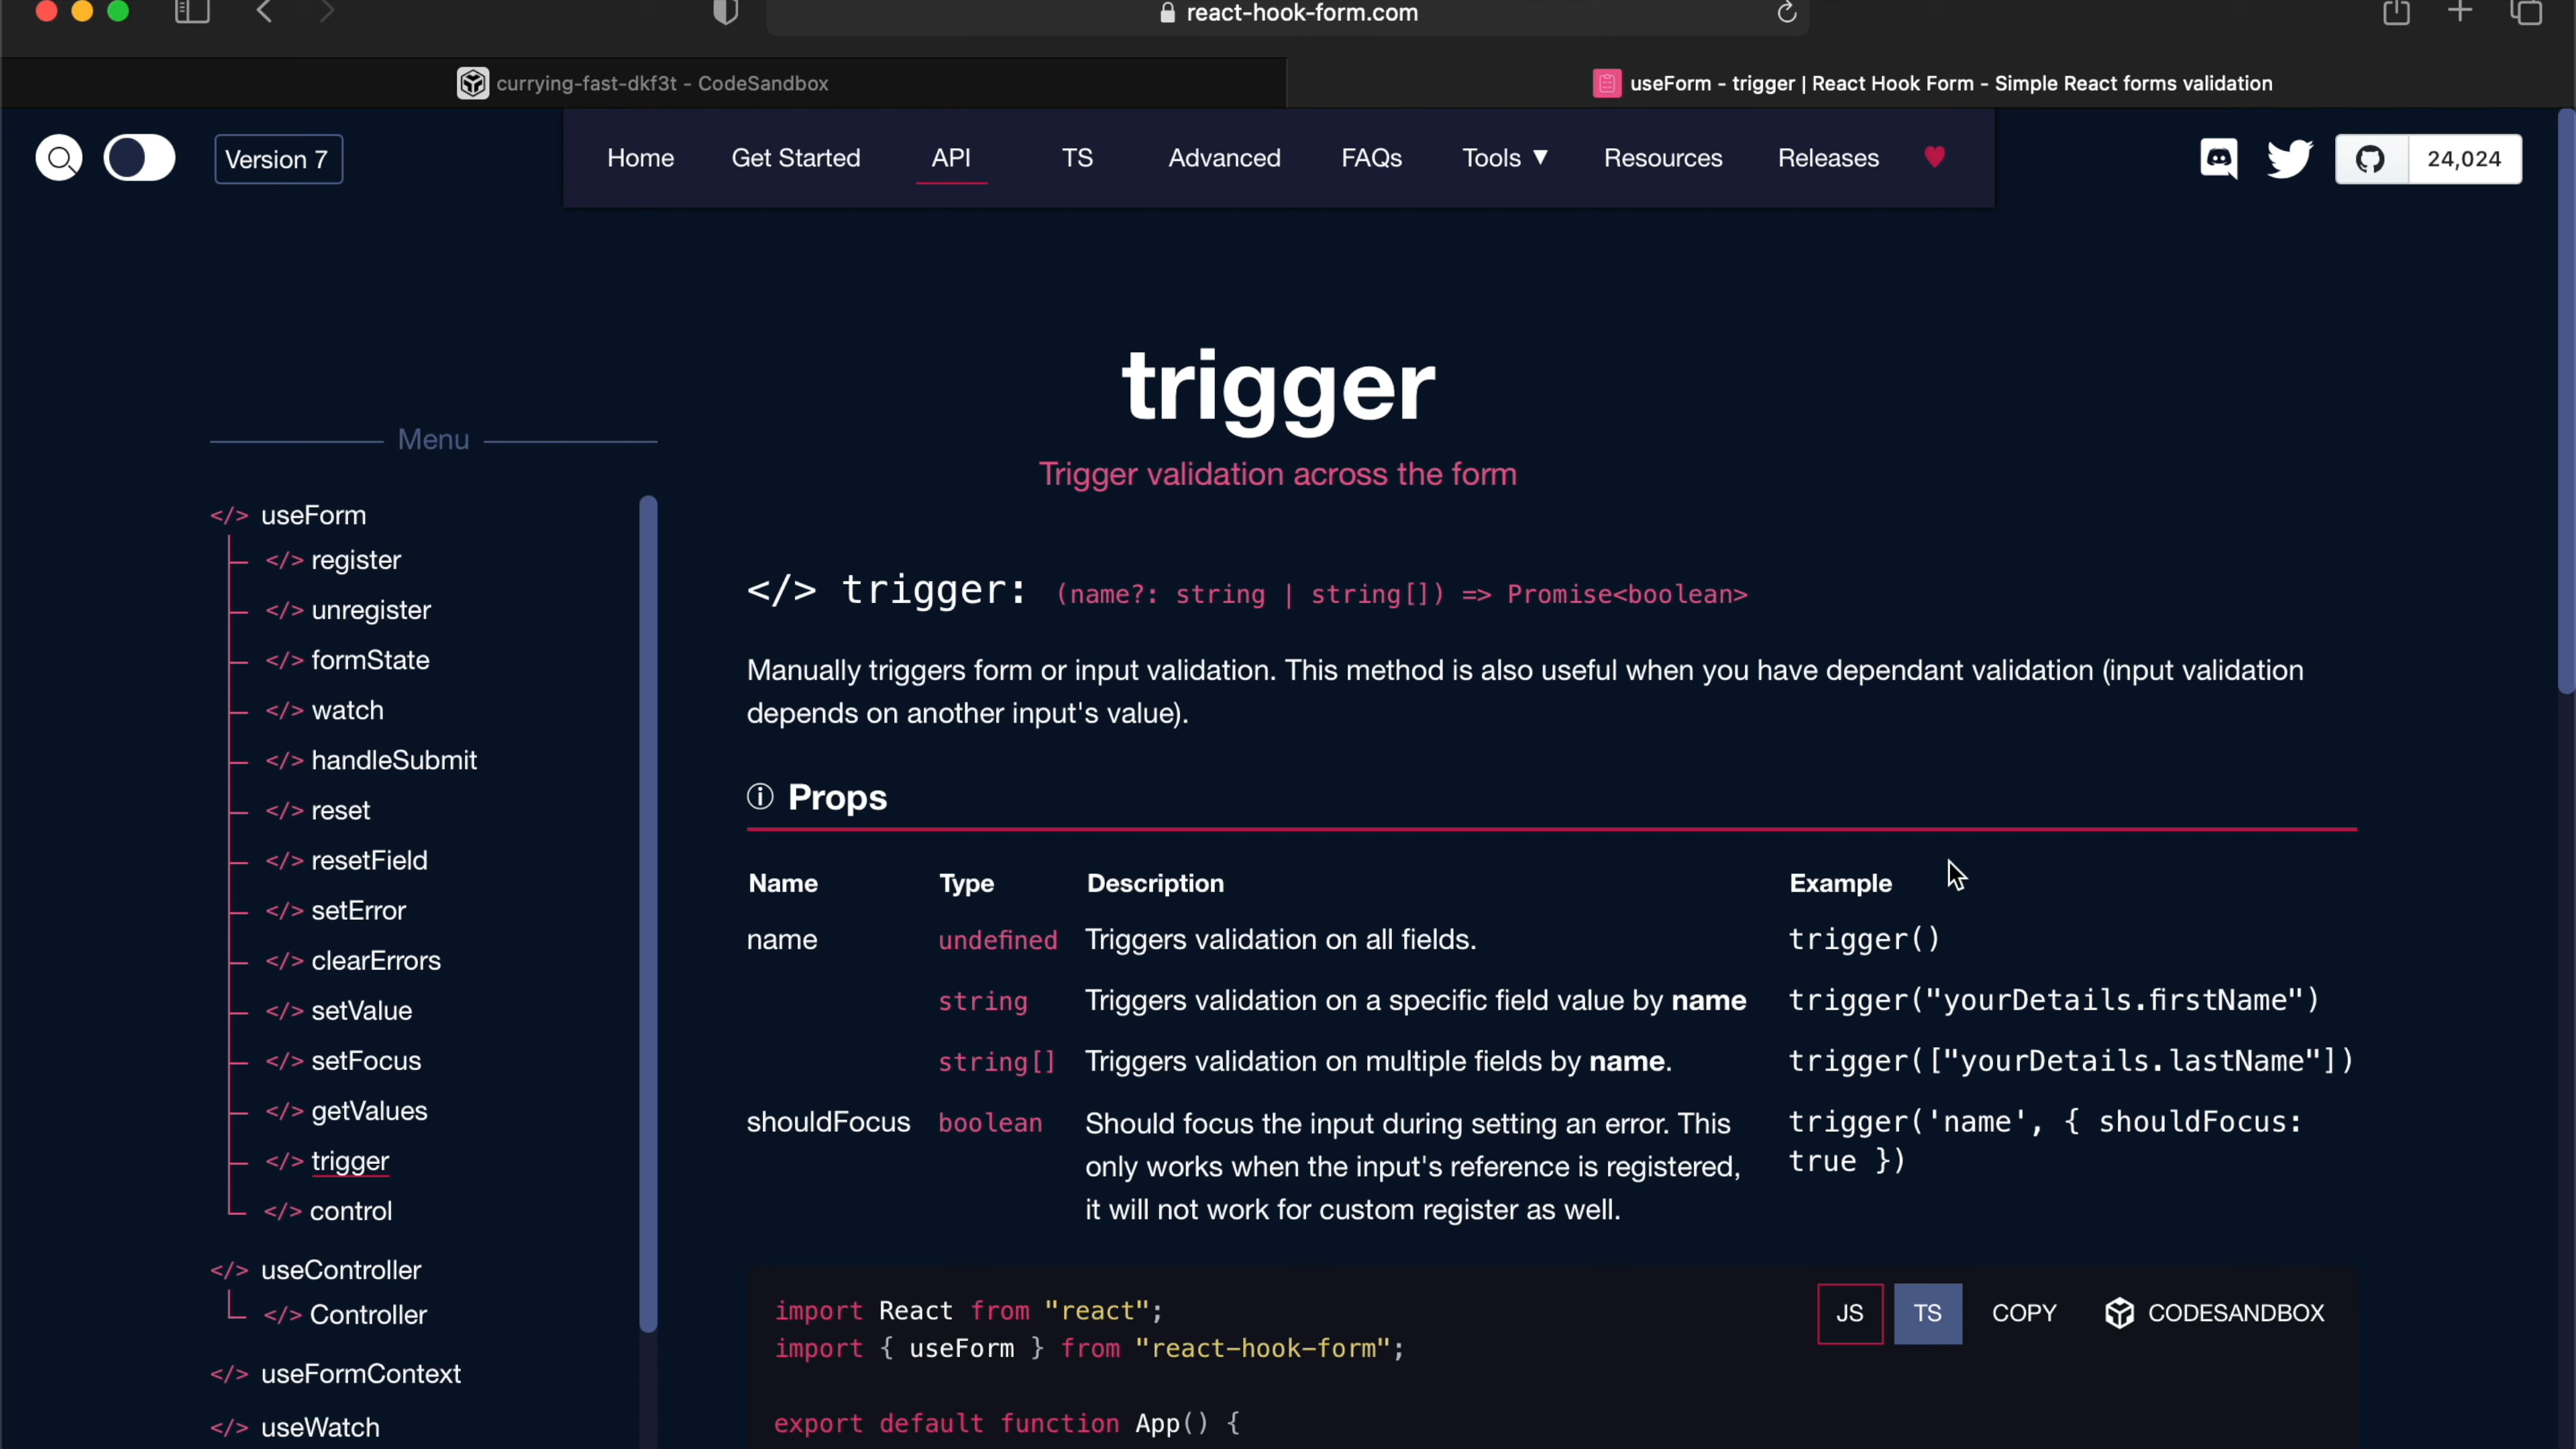 react-hook-form.com
currying-fast-dkf3t - CodeSandbox
useForm - trigger | React Hook Form - Simple React forms validation
Version 7
Home
Get Started
API
TS
Advanced
FAQs
Tools ▼
Resources
Releases
24,024
trigger
Trigger validation across the form
Menu
</> useForm
</> register
</> unregister
</> formState
</> watch
</> handleSubmit
</> reset
</> resetField
</> setError
</> clearErrors
</> setValue
</> setFocus
</> getValues
</> trigger
</> control
</> useController
</> Controller
</> useFormContext
</> useWatch
</> trigger: (name?: string | string[]) => Promise<boolean>
Manually triggers form or input validation. This method is also useful when you have dependant validation (input validation
depends on another input's value).
Props
Name Type Description Example
name undefined Triggers validation on all fields. trigger()
string Triggers validation on a specific field value by name trigger("yourDetails.firstName")
string[] Triggers validation on multiple fields by name. trigger(["yourDetails.lastName"])
shouldFocus boolean Should focus the input during setting an error. This trigger('name', { shouldFocus:
only works when the input's reference is registered, true })
it will not work for custom register as well.
JS
TS
COPY
CODESANDBOX
import React from "react";
import { useForm } from "react-hook-form";
export default function App() {